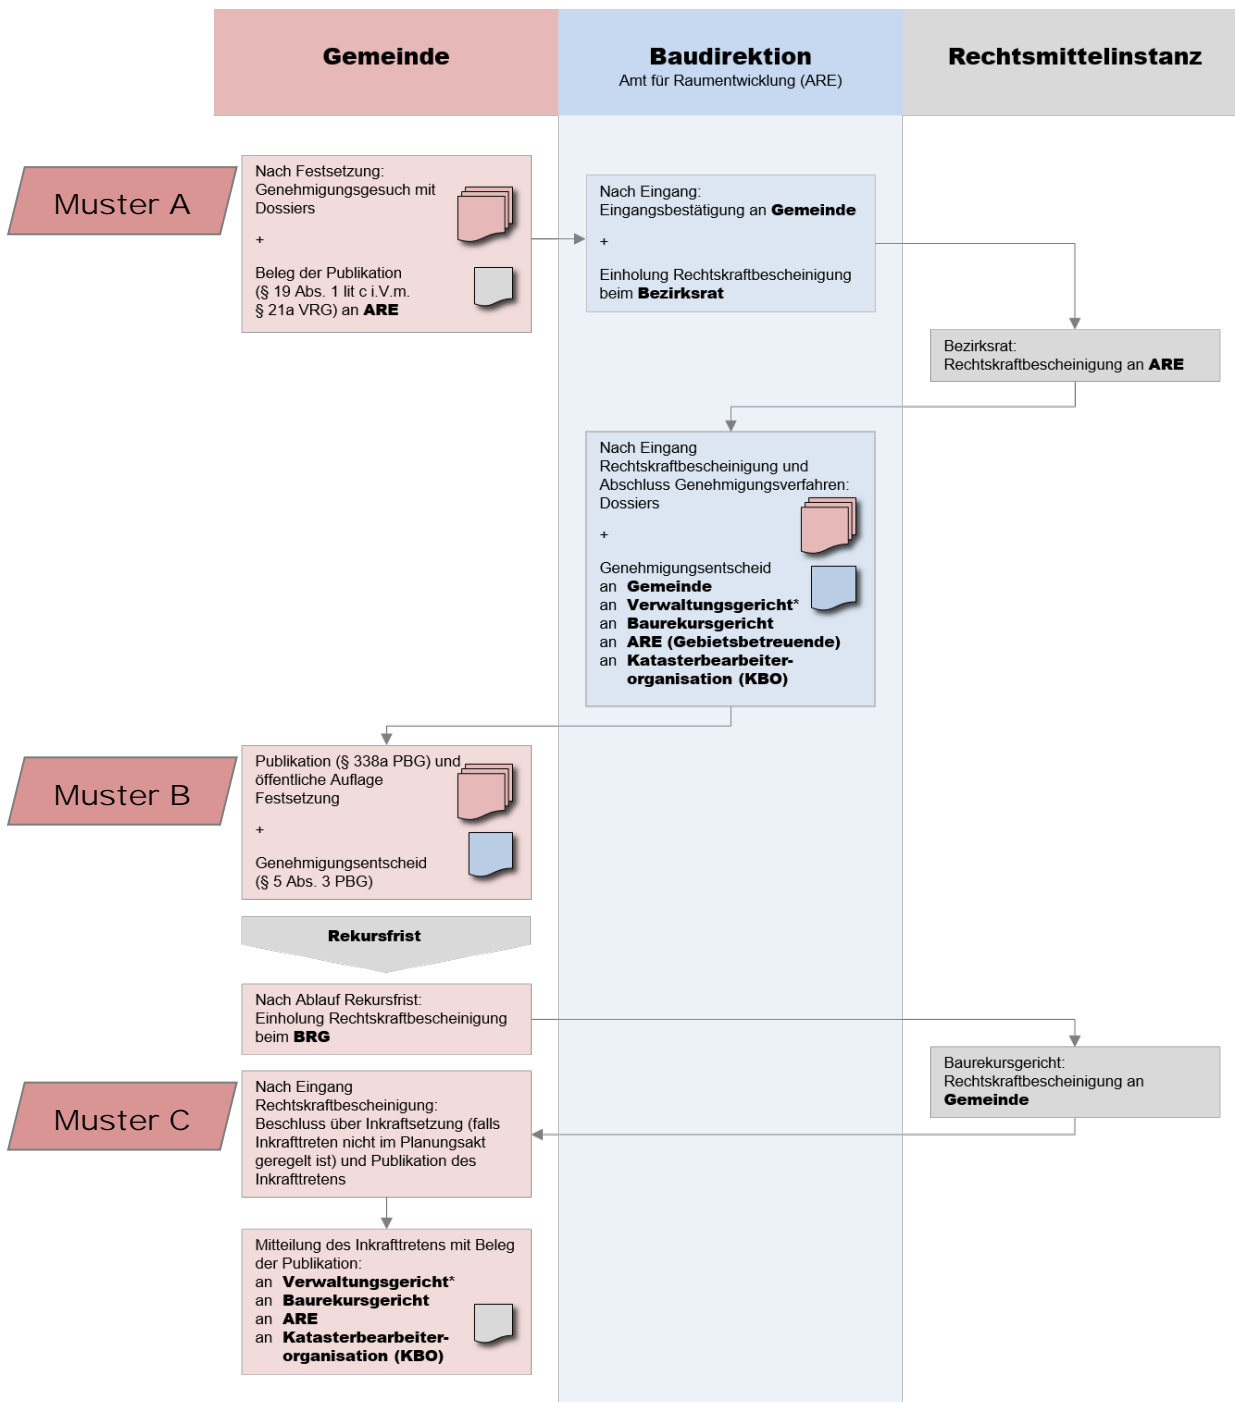 Gemeinde
Baudirektion
Amt für Raumentwicklung (ARE)
Rechtsmittelinstanz
Muster A
Nach Festsetzung:
Genehmigungsgesuch mit
Dossiers
+
Beleg der Publikation
(§ 19 Abs. 1 lit c i.V.m.
§ 21a VRG) an ARE
Nach Eingang:
Eingangsbestätigung an Gemeinde
+
Einholung Rechtskraftbescheinigung
beim Bezirksrat
Bezirksrat:
Rechtskraftbescheinigung an ARE
Nach Eingang
Rechtskraftbescheinigung und
Abschluss Genehmigungsverfahren:
Dossiers
+
Genehmigungsentscheid
an Gemeinde
an Verwaltungsgericht*
an Baurekursgericht
an ARE (Gebietsbetreuende)
an Katasterbearbeiter-
organisation (KBO)
Muster B
Publikation (§ 338a PBG) und
öffentliche Auflage
Festsetzung
+
Genehmigungsentscheid
(§ 5 Abs. 3 PBG)
Rekursfrist
Nach Ablauf Rekursfrist:
Einholung Rechtskraftbescheinigung
beim BRG
Baurekursgericht:
Rechtskraftbescheinigung an
Gemeinde
Muster C
Nach Eingang
Rechtskraftbescheinigung:
Beschluss über Inkraftsetzung (falls
Inkrafttreten nicht im Planungsakt
geregelt ist) und Publikation des
Inkrafttretens
Mitteilung des Inkrafttretens mit Beleg
der Publikation:
an Verwaltungsgericht*
an Baurekursgericht
an ARE
an Katasterbearbeiter-
organisation (KBO)